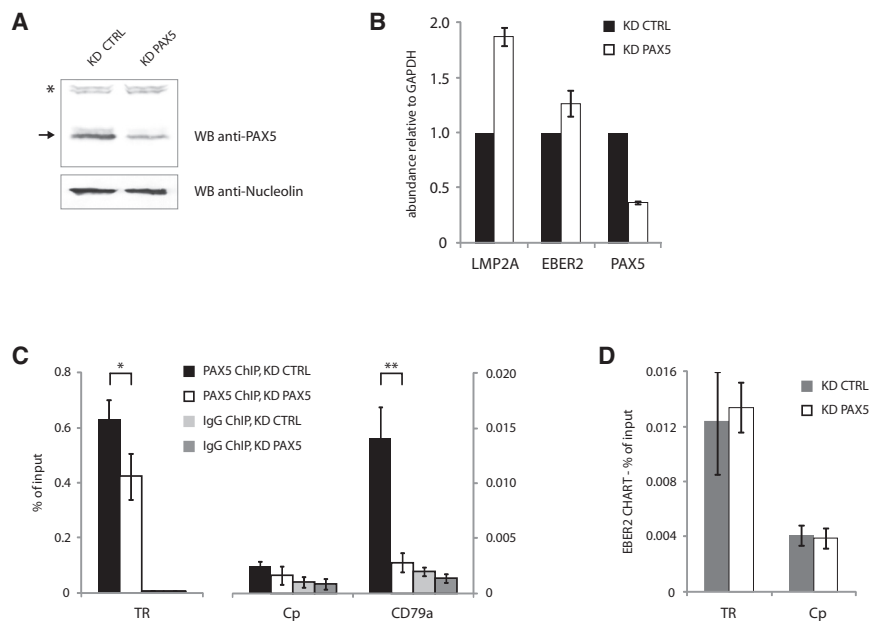 A
KD CTRL
KD PAX5
*
WB anti-PAX5
WB anti-Nucleolin
B
abundance relative to GAPDH
2.0
1.5
1.0
0.5
0
KD CTRL
KD PAX5
LMP2A
EBER2
PAX5
C
% of input
0.8
0.6
0.4
0.2
0
*
PAX5 ChIP, KD CTRL
PAX5 ChIP, KD PAX5
IgG ChIP, KD CTRL
IgG ChIP, KD PAX5
**
0.020
0.015
0.010
0.005
0
TR
Cp
CD79a
D
EBER2 CHART - % of input
0.016
0.012
0.008
0.004
0
KD CTRL
KD PAX5
TR
Cp